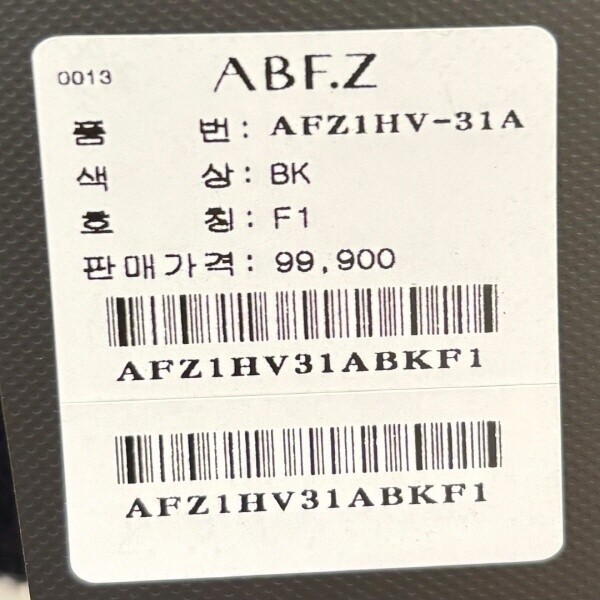 0013 ABF.Z
품 번: AFZ1HV-31A
색 상: BK
호 칭: F1
판매가격: 99,900
AFZ1HV31ABKF1
AFZ1HV31ABKF1